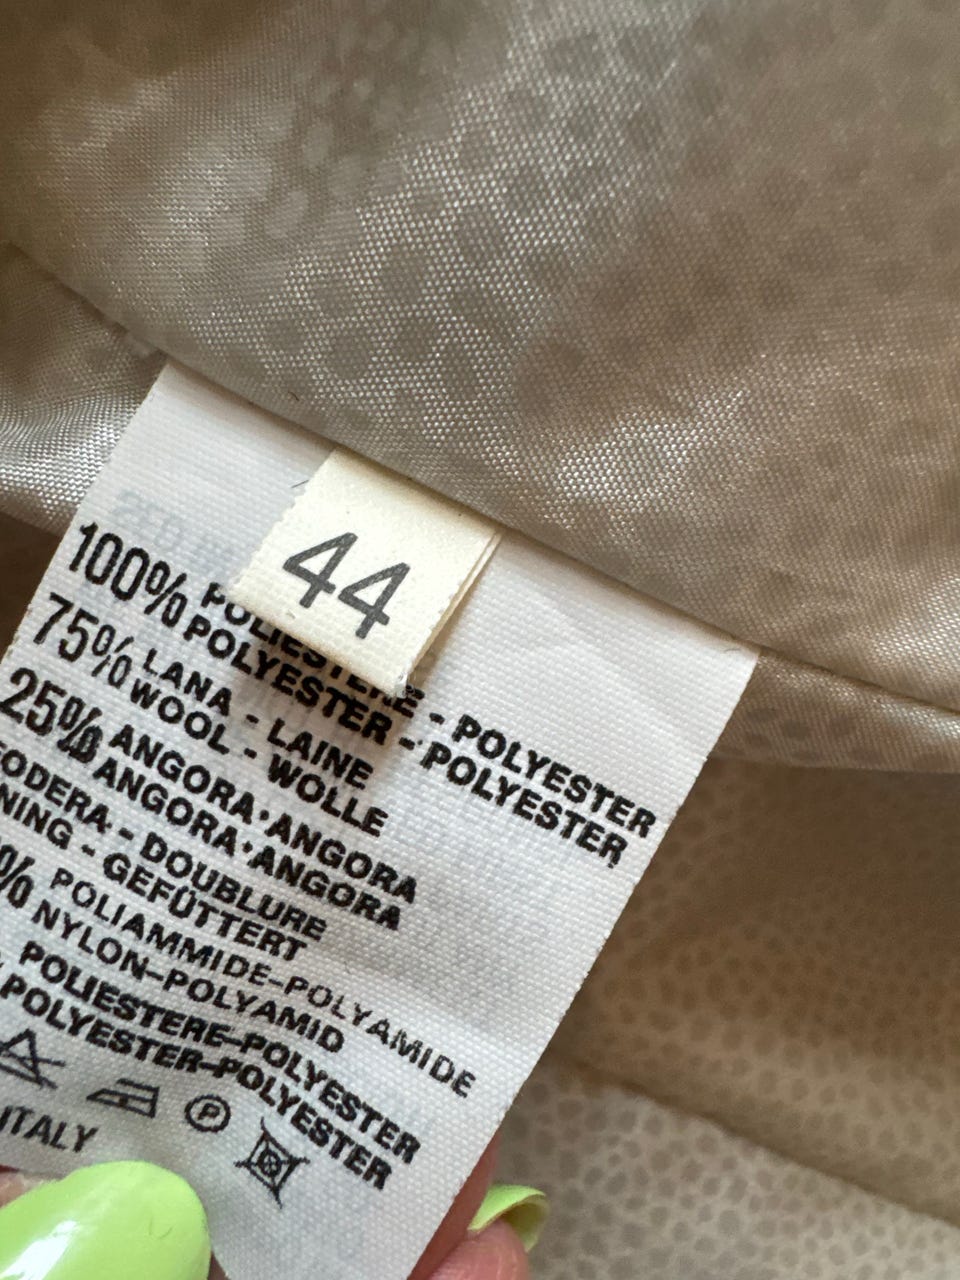 44
100% POLIESTERE - POLYESTER
POLYESTER - POLYESTER
75% LANA - LAINE
WOOL - WOLLE
25% ANGORA·ANGORA
ANGORA·ANGORA
ODERA - DOUBLURE
NING - GEFÜTTERT
% POLIAMMIDE-POLYAMIDE
NYLON-POLYAMID
POLIESTERE-POLYESTER
POLYESTER-POLYESTER
P
ITALY